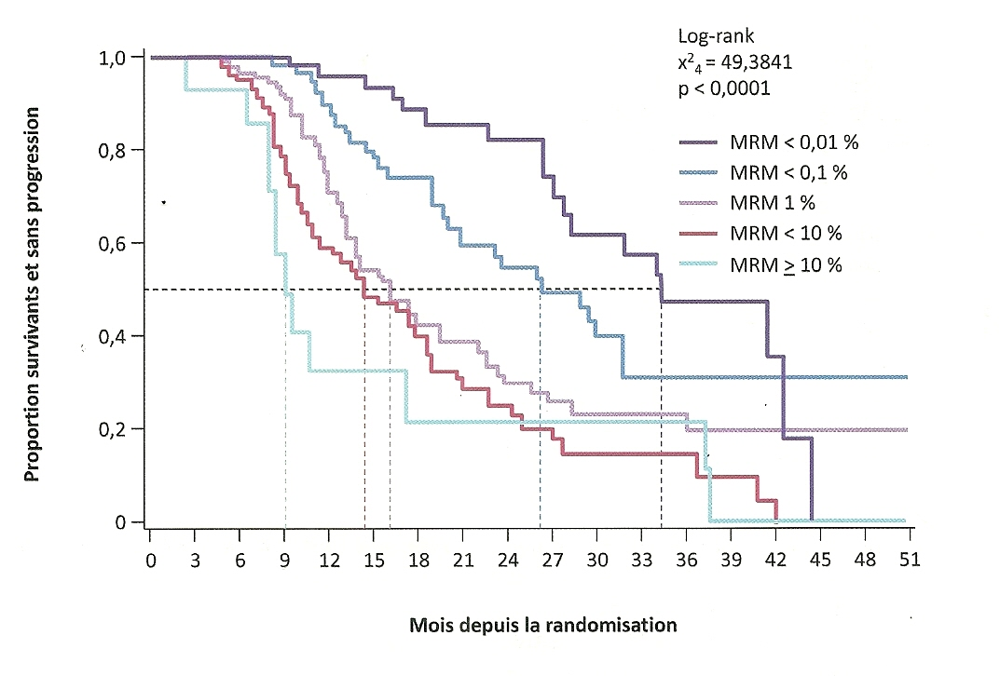 Log-rank
x²₄ = 49,3841
p < 0,0001
MRM < 0,01 %
MRM < 0,1 %
MRM 1 %
MRM < 10 %
MRM ≥ 10 %
Proportion survivants et sans progression
1,0
0,8
0,6
0,4
0,2
0
0 3 6 9 12 15 18 21 24 27 30 33 36 39 42 45 48 51
Mois depuis la randomisation